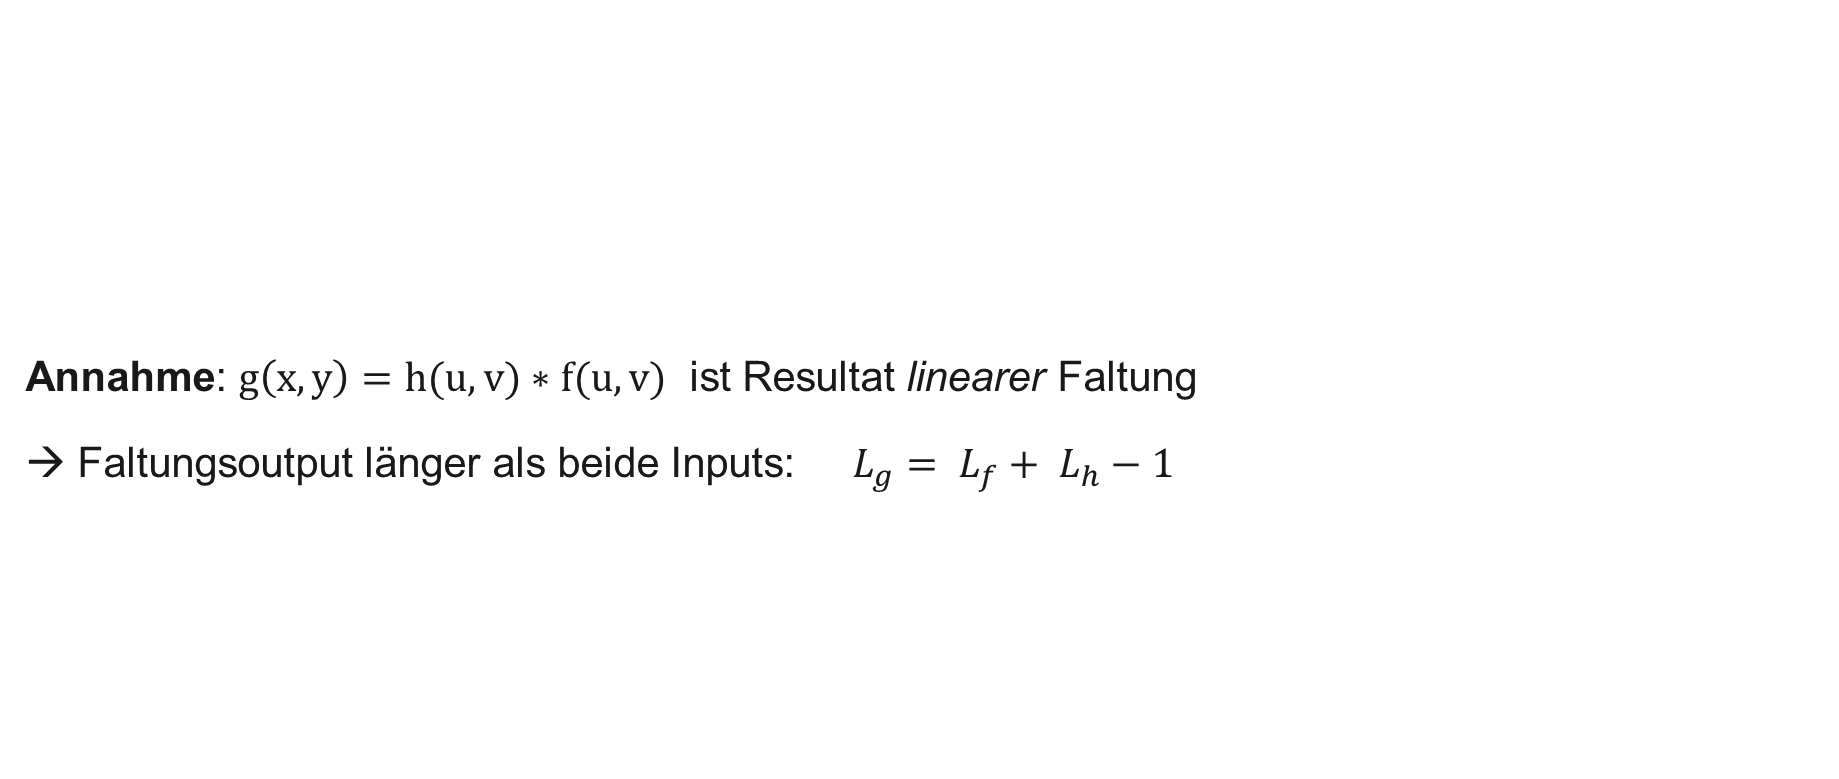 Annahme: g(x, y) = h(u, v) ∗ f(u, v) ist Resultat linearer Faltung
→ Faltungsoutput länger als beide Inputs: L_g = L_f + L_h − 1